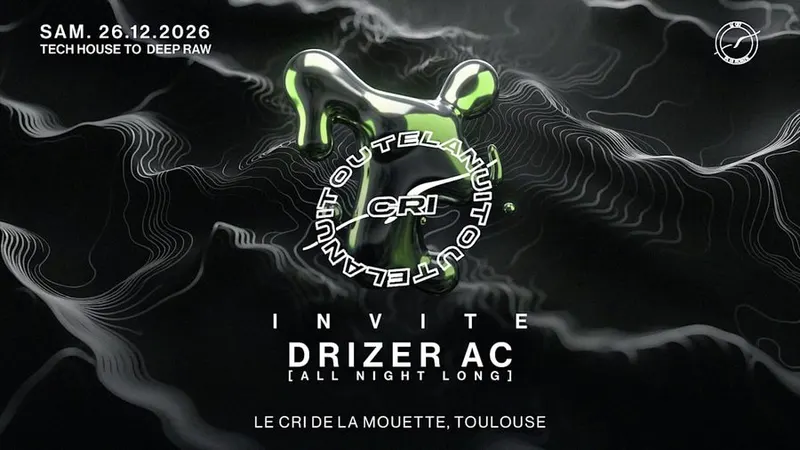 SAM. 26.12.2026
TECH HOUSE TO DEEP RAW
TOUTELANUITOUTELANUITOUTELANUI
CRI
INVITE
DRIZER AC
[ALL NIGHT LONG]
LE CRI DE LA MOUETTE, TOULOUSE